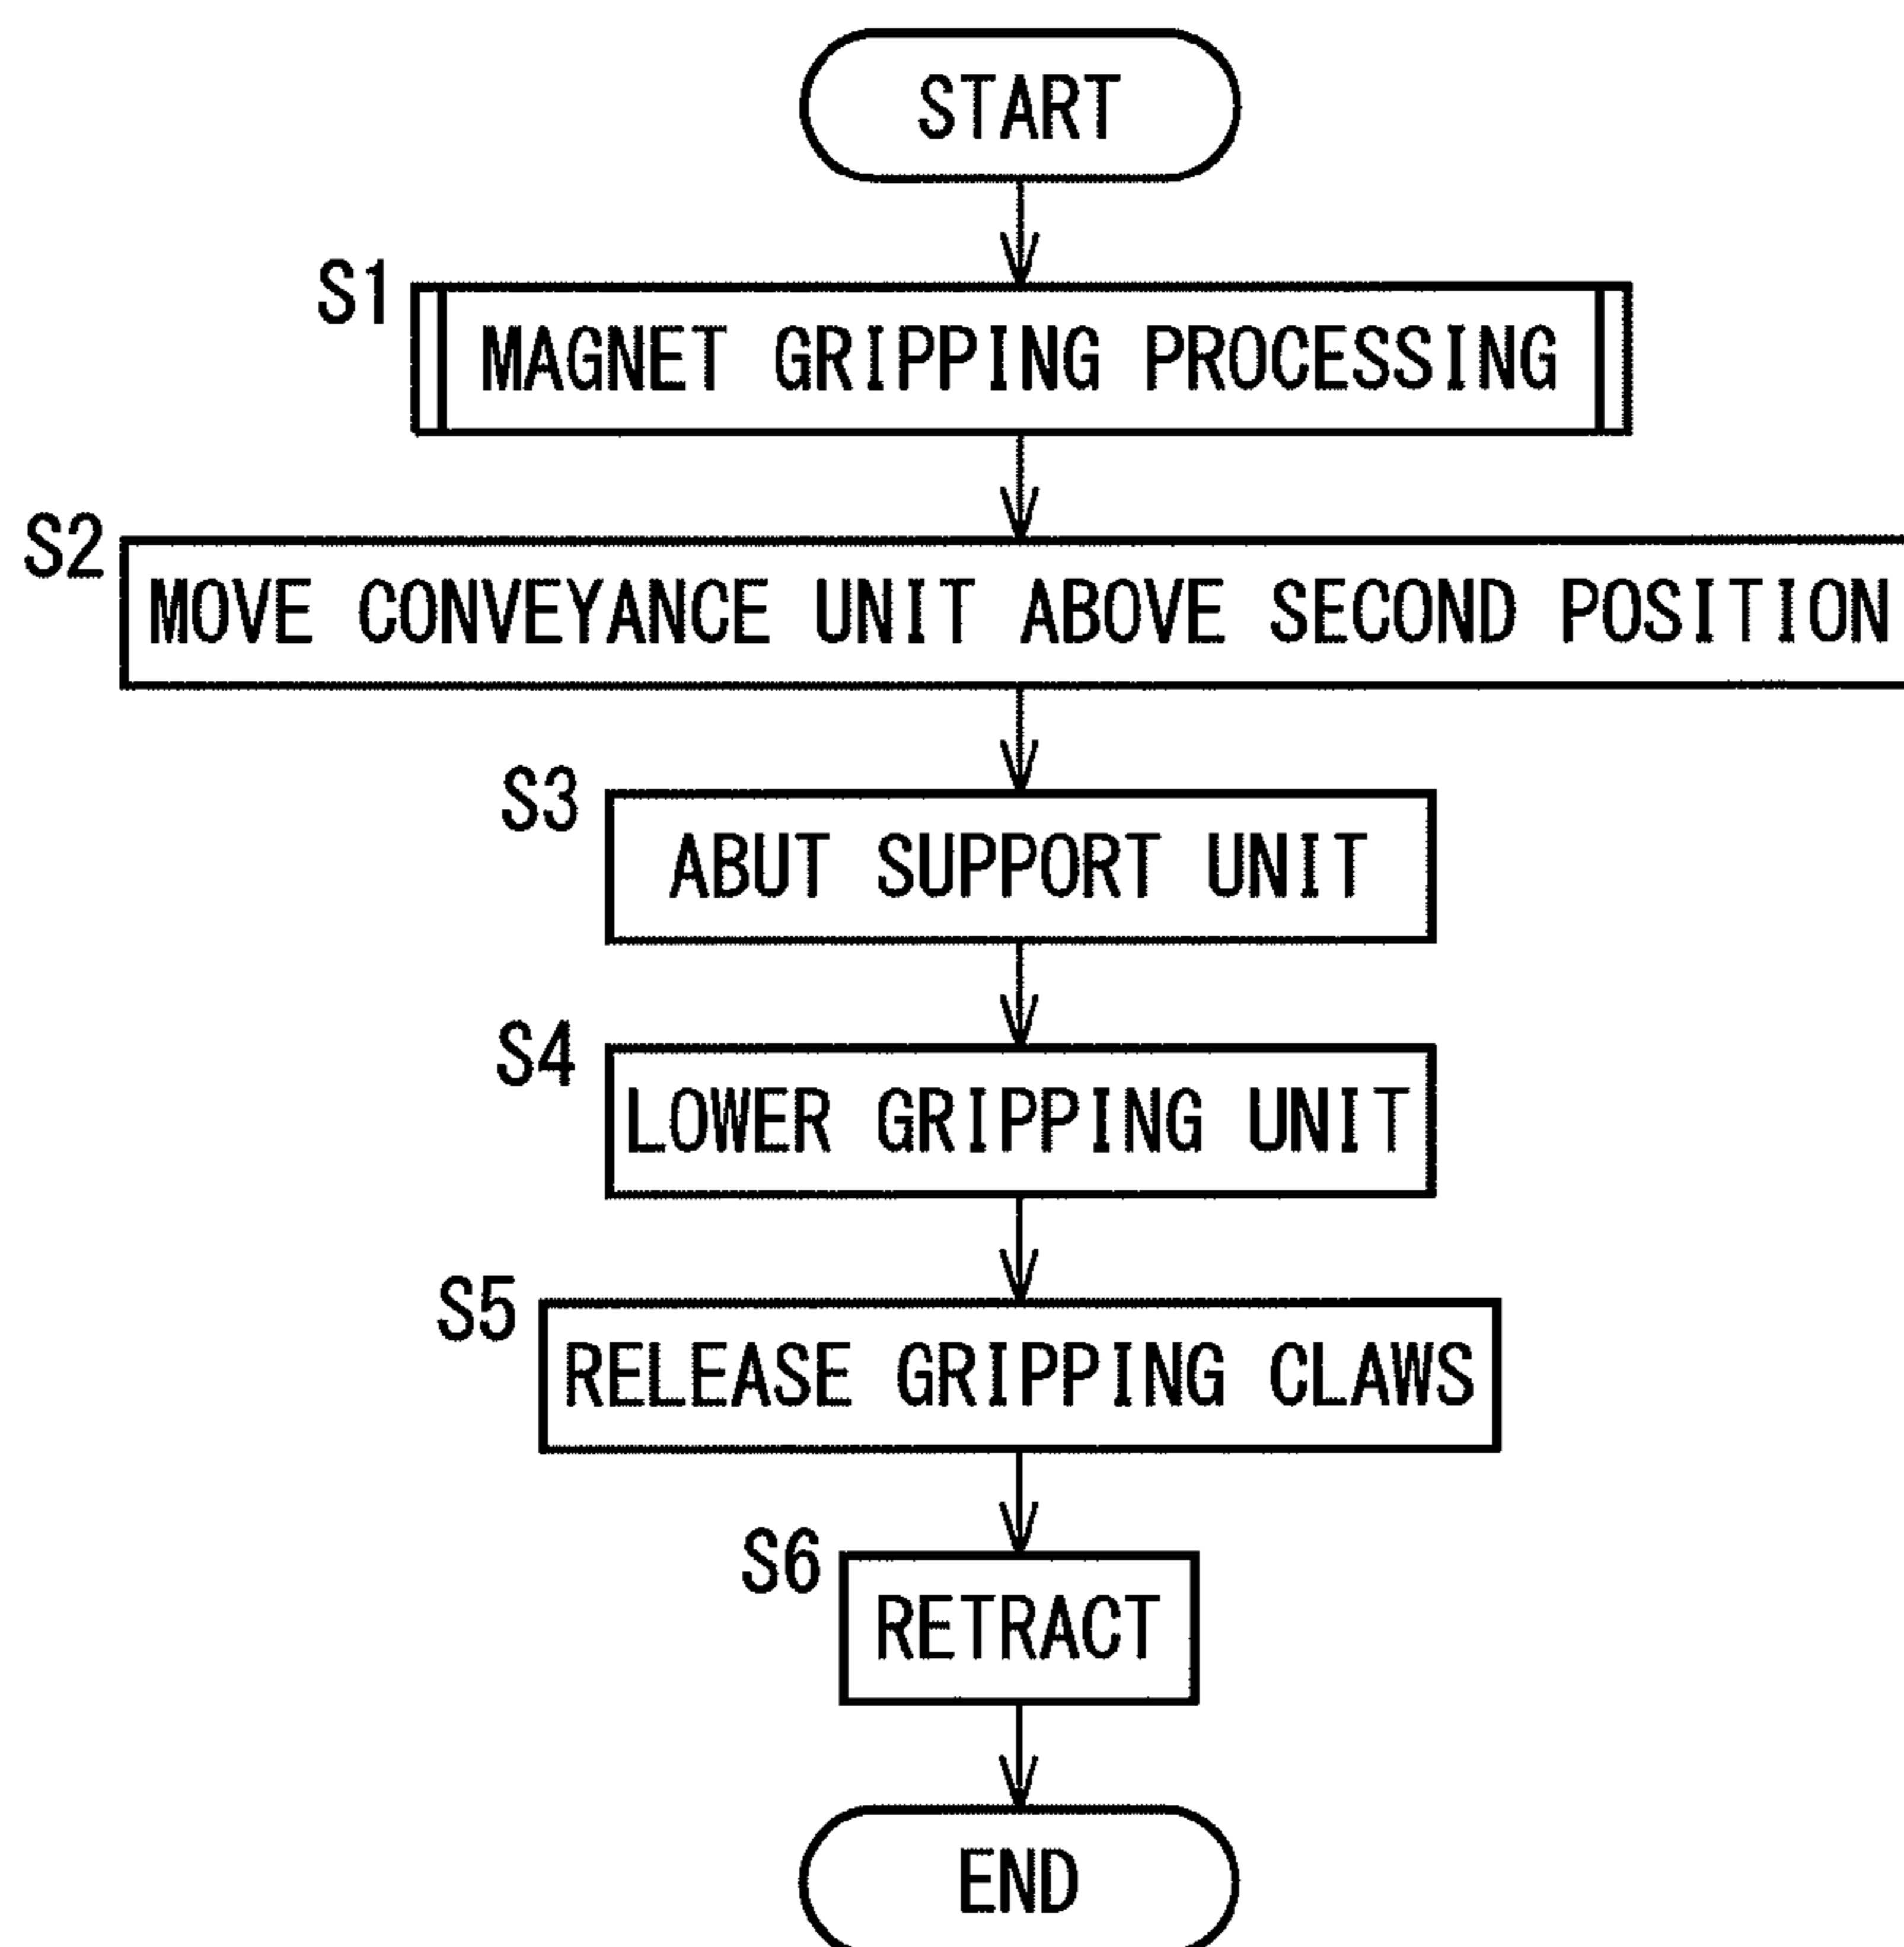 START
S1
MAGNET GRIPPING PROCESSING
S2
MOVE CONVEYANCE UNIT ABOVE SECOND POSITION
S3
ABUT SUPPORT UNIT
S4
LOWER GRIPPING UNIT
S5
RELEASE GRIPPING CLAWS
S6
RETRACT
END